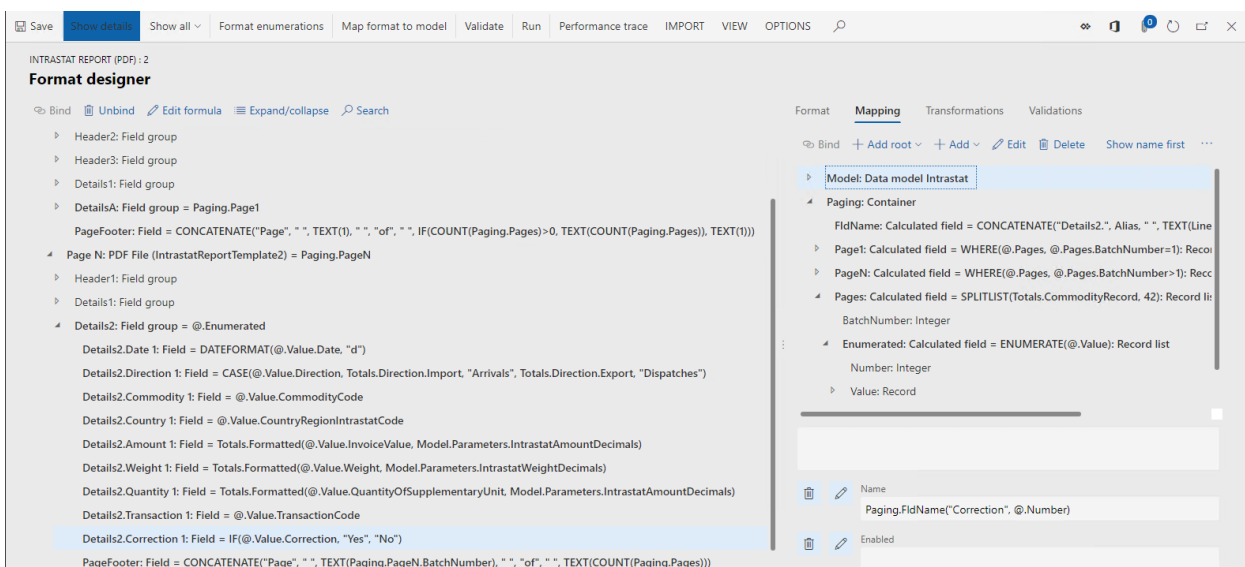 Save Show details Show all Format enumerations Map format to model Validate Run Performance trace IMPORT VIEW OPTIONS 0
INTRASTAT REPORT (PDF) : 2
Format designer
Bind Unbind Edit formula Expand/collapse Search
Header2: Field group
Header3: Field group
Details1: Field group
DetailsA: Field group = Paging.Page1
PageFooter: Field = CONCATENATE("Page", " ", TEXT(1), " ", "of", " ", IF(COUNT(Paging.Pages)>0, TEXT(COUNT(Paging.Pages)), TEXT(1)))
Page N: PDF File (IntrastatReportTemplate2) = Paging.PageN
Header1: Field group
Details1: Field group
Details2: Field group = @.Enumerated
Details2.Date 1: Field = DATEFORMAT(@.Value.Date, "d")
Details2.Direction 1: Field = CASE(@.Value.Direction, Totals.Direction.Import, "Arrivals", Totals.Direction.Export, "Dispatches")
Details2.Commodity 1: Field = @.Value.CommodityCode
Details2.Country 1: Field = @.Value.CountryRegionIntrastatCode
Details2.Amount 1: Field = Totals.Formatted(@.Value.InvoiceValue, Model.Parameters.IntrastatAmountDecimals)
Details2.Weight 1: Field = Totals.Formatted(@.Value.Weight, Model.Parameters.IntrastatWeightDecimals)
Details2.Quantity 1: Field = Totals.Formatted(@.Value.QuantityOfSupplementaryUnit, Model.Parameters.IntrastatAmountDecimals)
Details2.Transaction 1: Field = @.Value.TransactionCode
Details2.Correction 1: Field = IF(@.Value.Correction, "Yes", "No")
PageFooter: Field = CONCATENATE("Page", " ", TEXT(Paging.PageN.BatchNumber), " ", "of", " ", TEXT(COUNT(Paging.Pages)))
Format Mapping Transformations Validations
Bind Add root Add Edit Delete Show name first ...
Model: Data model Intrastat
Paging: Container
FldName: Calculated field = CONCATENATE("Details2.", Alias, " ", TEXT(Line
Page1: Calculated field = WHERE(@.Pages, @.Pages.BatchNumber=1): Recor
PageN: Calculated field = WHERE(@.Pages, @.Pages.BatchNumber>1): Recc
Pages: Calculated field = SPLITLIST(Totals.CommodityRecord, 42): Record lis
BatchNumber: Integer
Enumerated: Calculated field = ENUMERATE(@.Value): Record list
Number: Integer
Value: Record
Name
Paging.FldName("Correction", @.Number)
Enabled